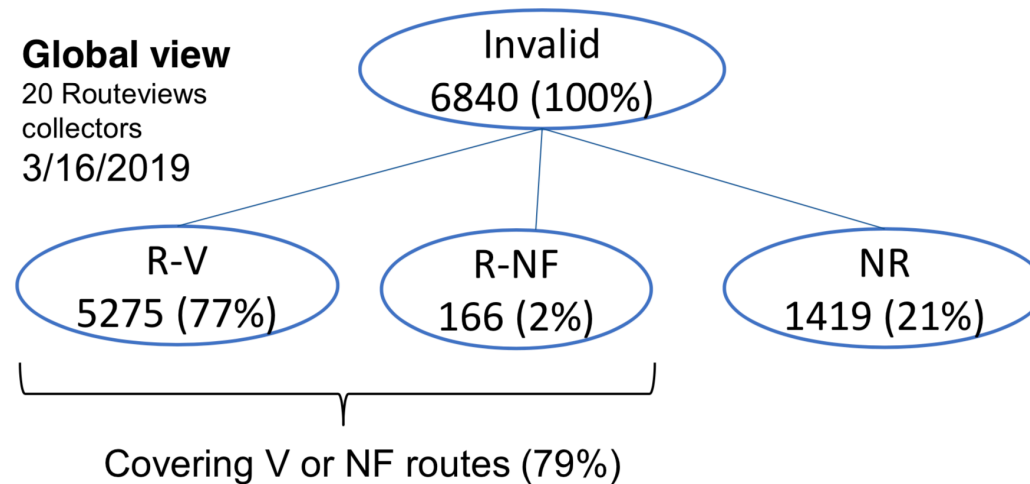 Global view
20 Routeviews
collectors
3/16/2019
Invalid
6840 (100%)
R-V
5275 (77%)
R-NF
166 (2%)
NR
1419 (21%)
Covering V or NF routes (79%)